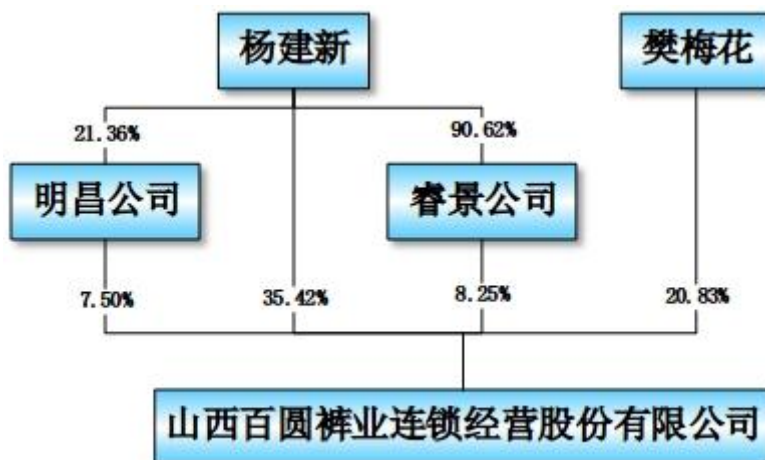 杨建新
樊梅花
21.36%
90.62%
明昌公司
睿景公司
7.50%
35.42%
8.25%
20.83%
山西百圆裤业连锁经营股份有限公司